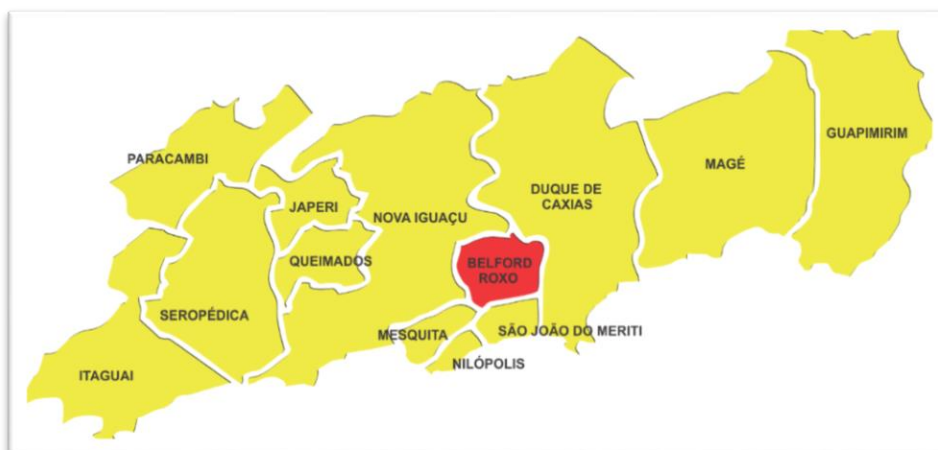 GUAPIMIRIM
PARACAMBI
MAGÉ
DUQUE DE
CAXIAS
JAPERI
NOVA IGUAÇU
QUEIMADOS
BELFORD
ROXO
SEROPÉDICA
MESQUITA
SÃO JOÃO DO MERITI
NILÓPOLIS
ITAGUAI